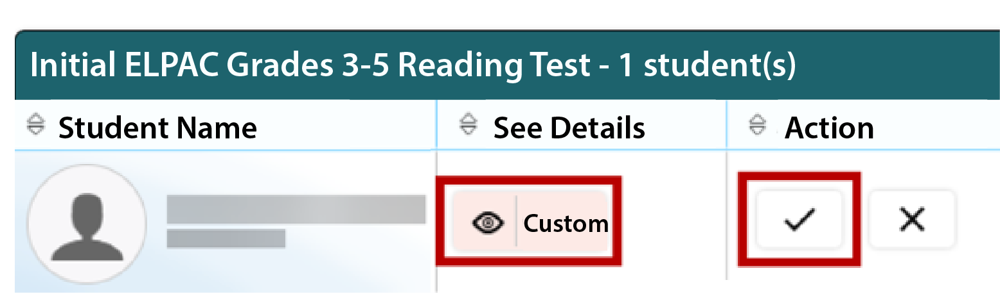 Initial ELPAC Grades 3-5 Reading Test - 1 student(s)
Student Name See Details Action
Custom